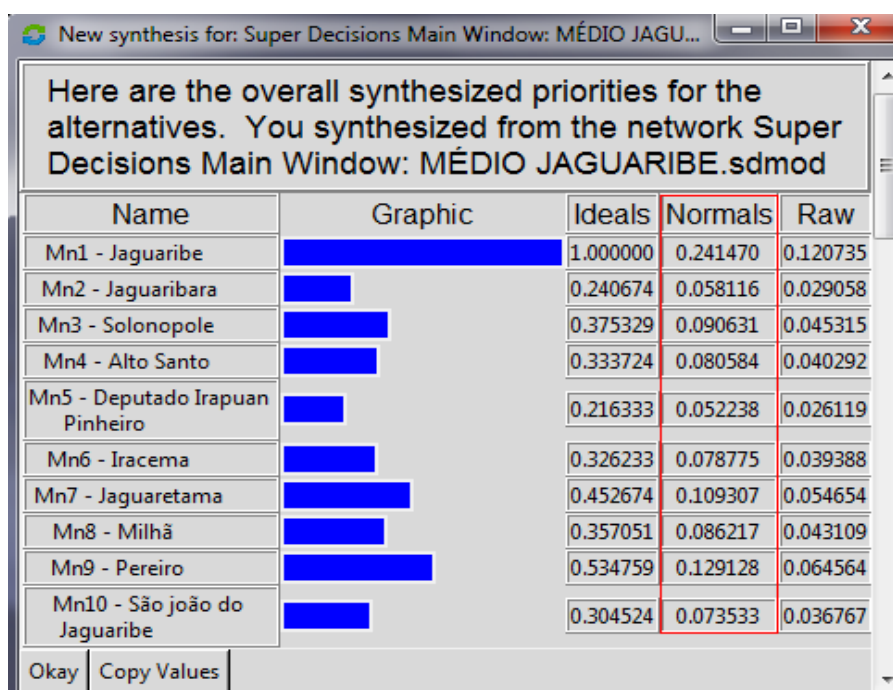 New synthesis for: Super Decisions Main Window: MÉDIO JAGU...
Here are the overall synthesized priorities for the
alternatives. You synthesized from the network Super
Decisions Main Window: MÉDIO JAGUARIBE.sdmod
Name Graphic Ideals Normals Raw
Mn1 - Jaguaribe 1.000000 0.241470 0.120735
Mn2 - Jaguaribara 0.240674 0.058116 0.029058
Mn3 - Solonopole 0.375329 0.090631 0.045315
Mn4 - Alto Santo 0.333724 0.080584 0.040292
Mn5 - Deputado Irapuan
Pinheiro 0.216333 0.052238 0.026119
Mn6 - Iracema 0.326233 0.078775 0.039388
Mn7 - Jaguaretama 0.452674 0.109307 0.054654
Mn8 - Milhã 0.357051 0.086217 0.043109
Mn9 - Pereiro 0.534759 0.129128 0.064564
Mn10 - São joão do
Jaguaribe 0.304524 0.073533 0.036767
Okay Copy Values